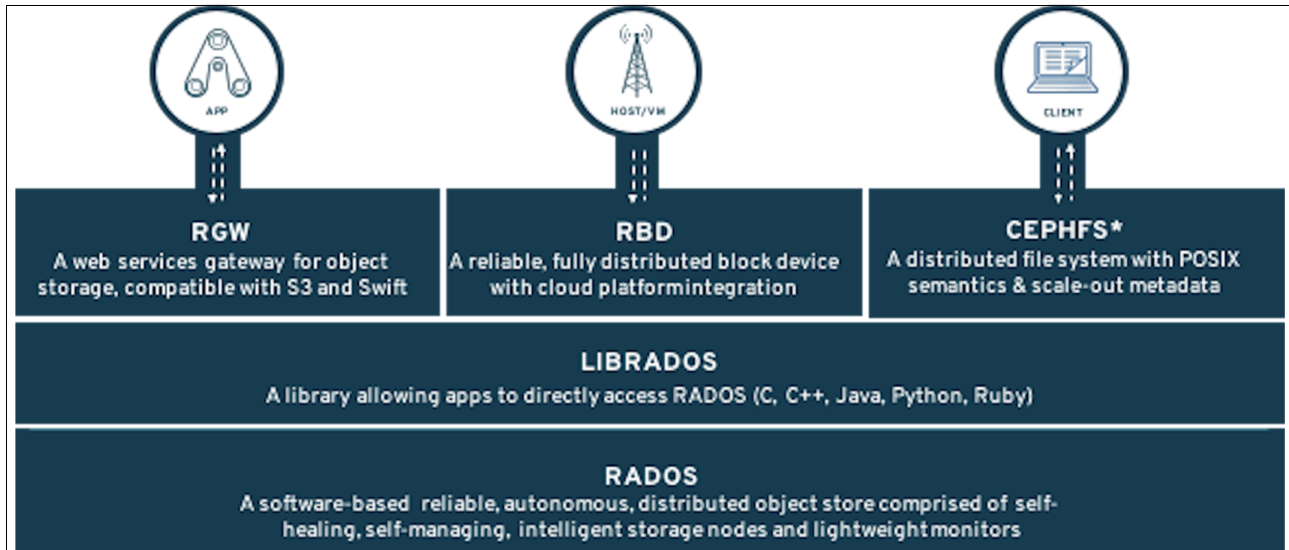 APP
HOST/VM
CLIENT
RGW
A web services gateway for object
storage, compatible with S3 and Swift
RBD
A reliable, fully distributed block device
with cloud platformintegration
CEPHFS*
A distributed file system with POSIX
semantics & scale-out metadata
LIBRADOS
A library allowing apps to directly access RADOS (C, C++, Java, Python, Ruby)
RADOS
A software-based reliable, autonomous, distributed object store comprised of self-
healing, self-managing, intelligent storage nodes and lightweight monitors